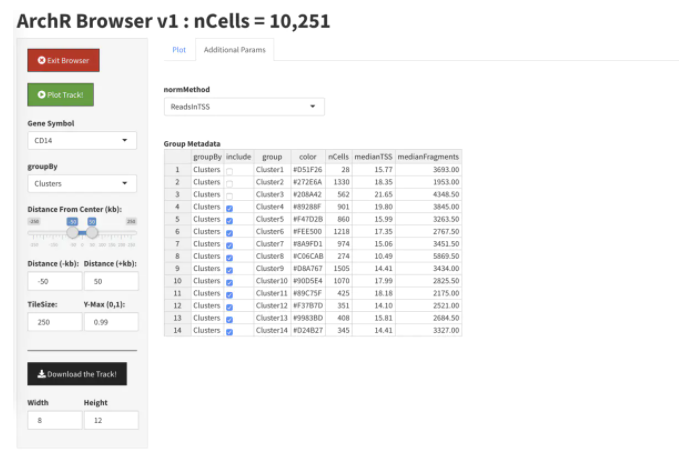 ArchR Browser v1 : nCells = 10,251
Exit Browser
Plot Track!
Gene Symbol
CD14
groupBy
Clusters
Distance From Center (kb):
-250 -50 50 250
Distance (-kb): Distance (+kb):
-50 50
TileSize: Y-Max (0,1):
250 0.99
Download the Track!
Width Height
8 12
Plot Additional Params
normMethod
ReadsInTSS
Group Metadata
groupBy include group color nCells medianTSS medianFragments
1 Clusters Cluster1 #D51F26 28 15.77 3693.00
2 Clusters Cluster2 #272E6A 1330 18.35 1953.00
3 Clusters Cluster3 #208A42 562 21.65 4348.50
4 Clusters Cluster4 #89288F 901 19.80 3845.00
5 Clusters Cluster5 #F47D2B 860 15.99 3263.50
6 Clusters Cluster6 #FEE500 1218 17.35 2767.50
7 Clusters Cluster7 #8A9FD1 974 15.06 3451.50
8 Clusters Cluster8 #C06CAB 274 10.49 5869.50
9 Clusters Cluster9 #D8A767 1505 14.41 3434.00
10 Clusters Cluster10 #90D5E4 1070 17.99 2825.50
11 Clusters Cluster11 #89C75F 425 18.18 2175.00
12 Clusters Cluster12 #F37B7D 351 14.10 2521.00
13 Clusters Cluster13 #9983BD 408 15.81 2684.50
14 Clusters Cluster14 #D24B27 345 14.41 3327.00